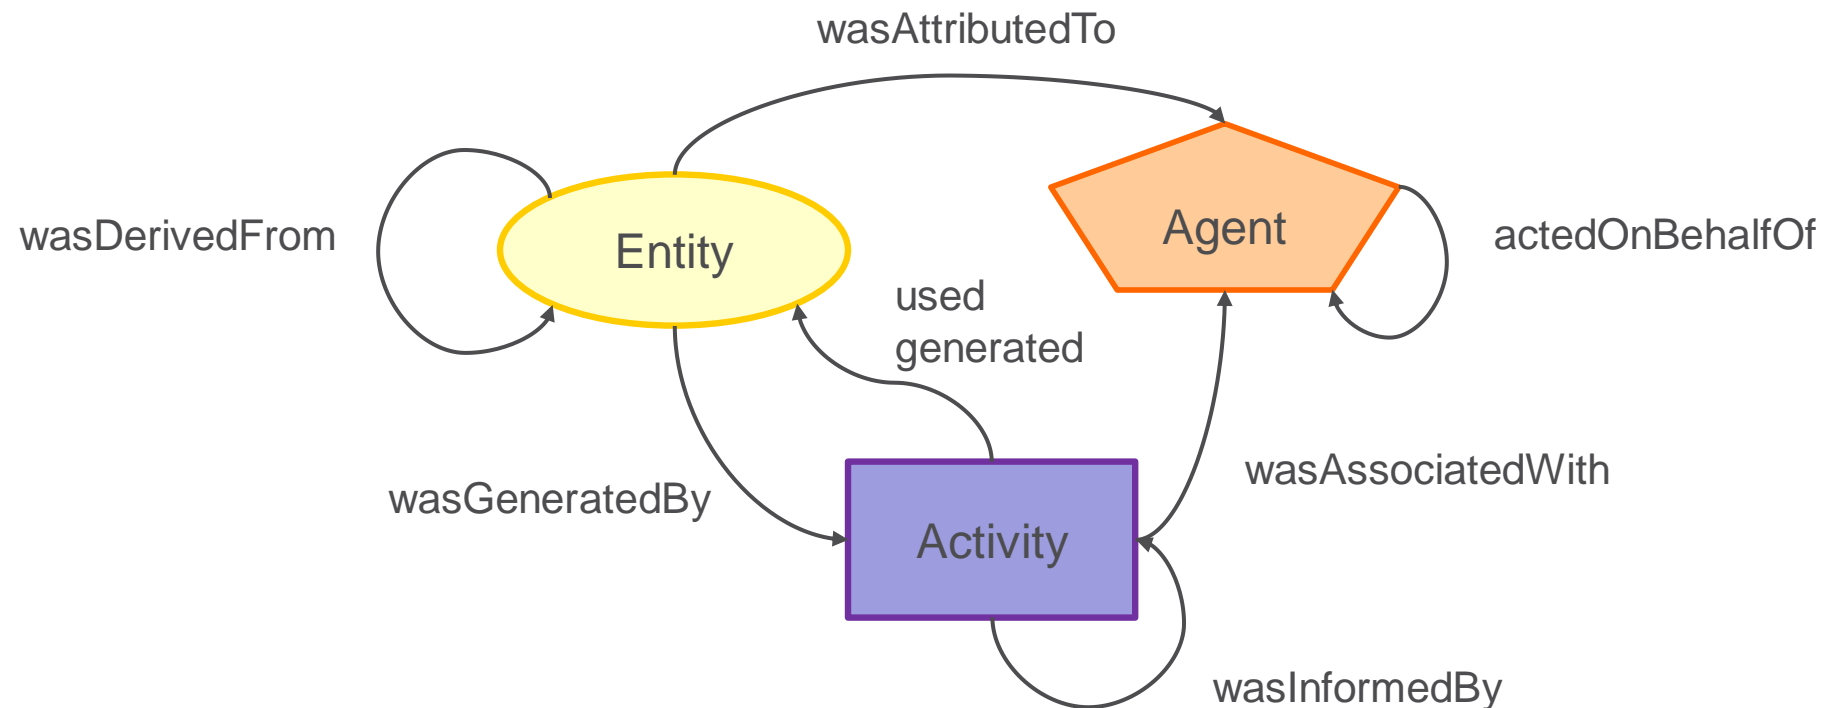 wasAttributedTo
wasDerivedFrom
Entity
Agent
actedOnBehalfOf
used
generated
wasGeneratedBy
Activity
wasAssociatedWith
wasInformedBy